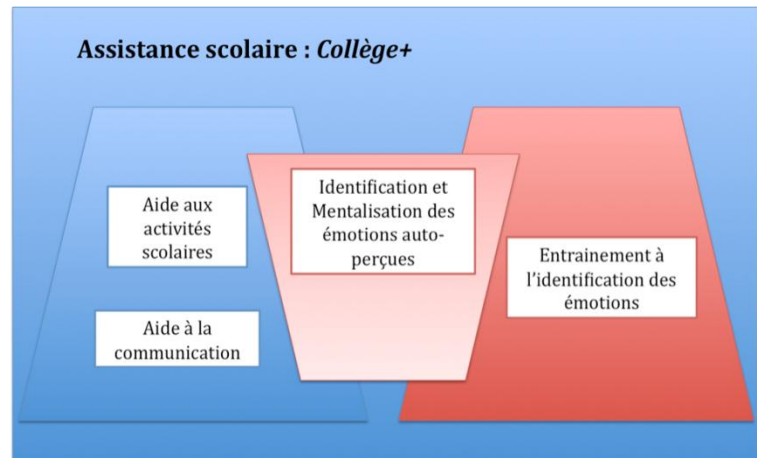 Assistance scolaire : Collège+
Aide aux
activités
scolaires
Aide à la
communication
Identification et
Mentalisation des
émotions auto-
perçues
Entrainement à
l'identification des
émotions